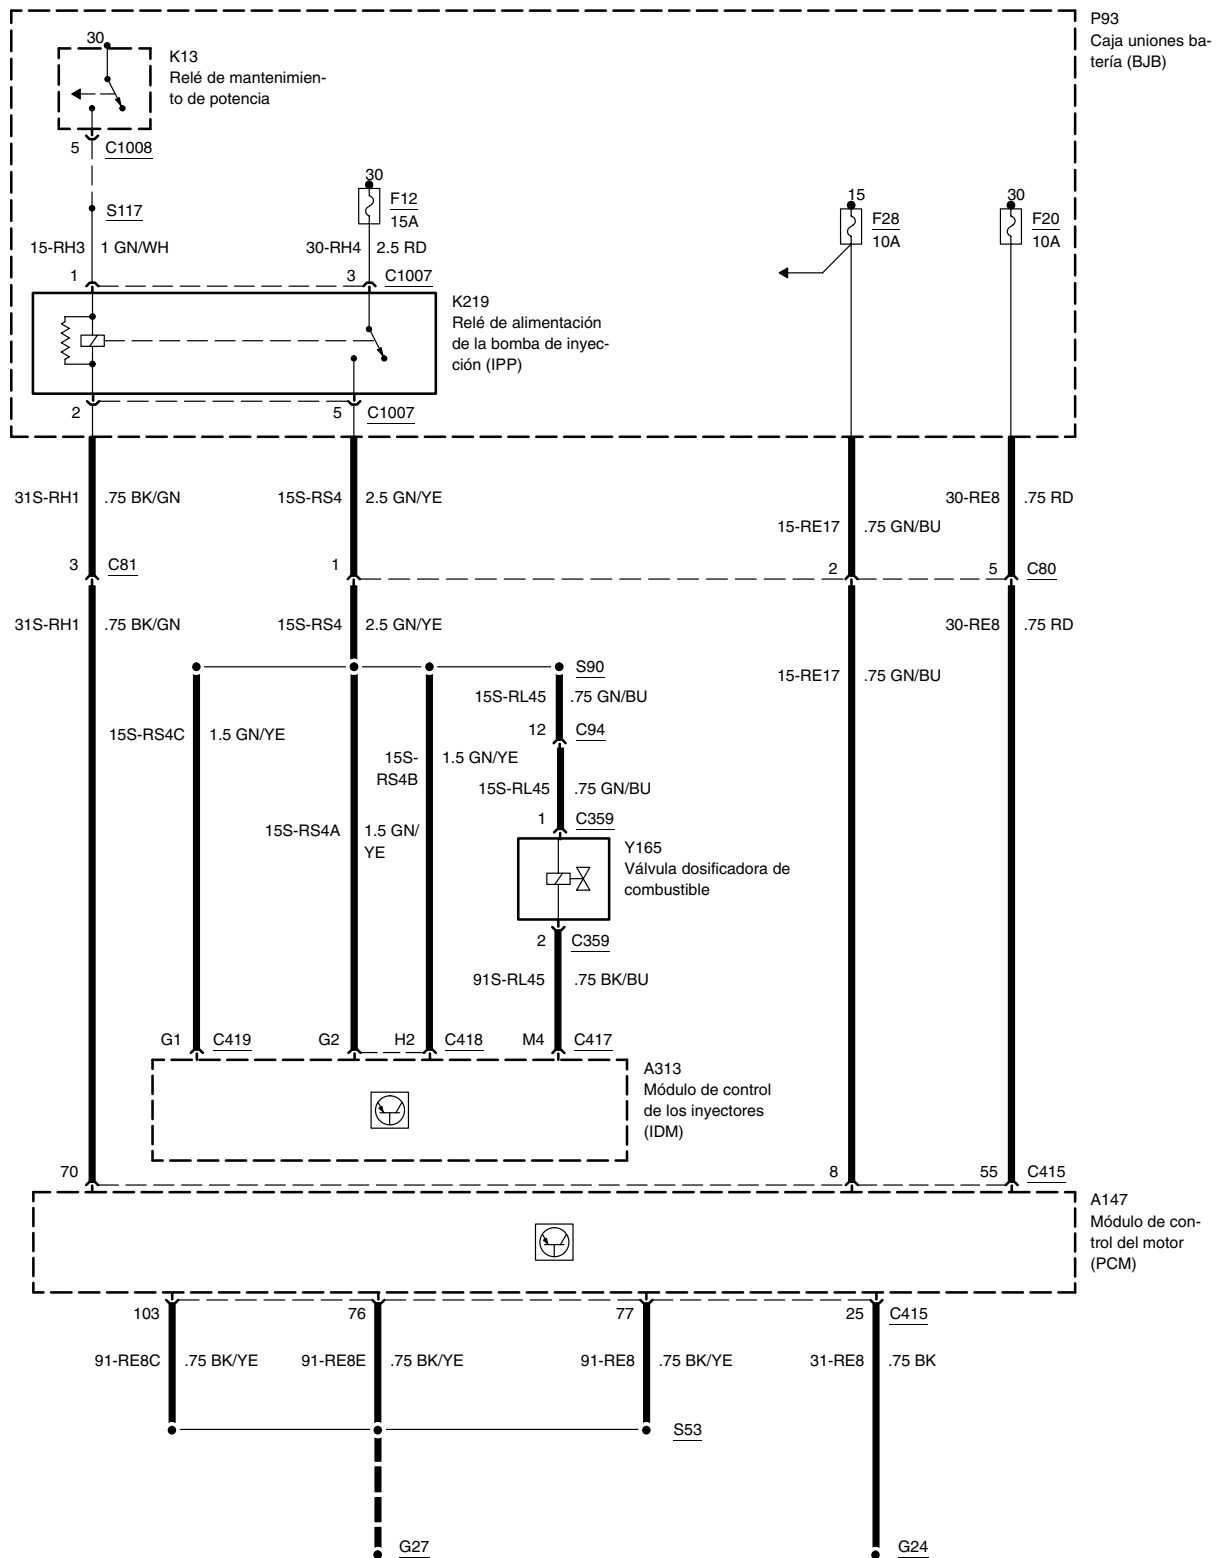 P93
Caja uniones ba-
tería (BJB)
30
K13
Relé de mantenimien-
to de potencia
5 C1008
30
F12
15A
15
F28
10A
30
F20
10A
S117
15-RH3 1 GN/WH
30-RH4 2.5 RD
1
3 C1007
K219
Relé de alimentación
de la bomba de inyec-
ción (IPP)
2
5 C1007
31S-RH1 .75 BK/GN
15S-RS4 2.5 GN/YE
30-RE8 .75 RD
15-RE17 .75 GN/BU
3 C81
1
2
5 C80
31S-RH1 .75 BK/GN
15S-RS4 2.5 GN/YE
30-RE8 .75 RD
S90
15-RE17 .75 GN/BU
15S-RL45 .75 GN/BU
12 C94
15S-RS4C 1.5 GN/YE
15S-
RS4B
1.5 GN/YE
15S-RL45 .75 GN/BU
1 C359
15S-RS4A
1.5 GN/
YE
Y165
Válvula dosificadora de
combustible
2 C359
91S-RL45 .75 BK/BU
G1 C419
G2
H2 C418
M4 C417
A313
Módulo de control
de los inyectores
(IDM)
70
8
55 C415
A147
Módulo de con-
trol del motor
(PCM)
103
76
77
25 C415
91-RE8C .75 BK/YE
91-RE8E .75 BK/YE
91-RE8 .75 BK/YE
31-RE8 .75 BK
S53
G27
G24